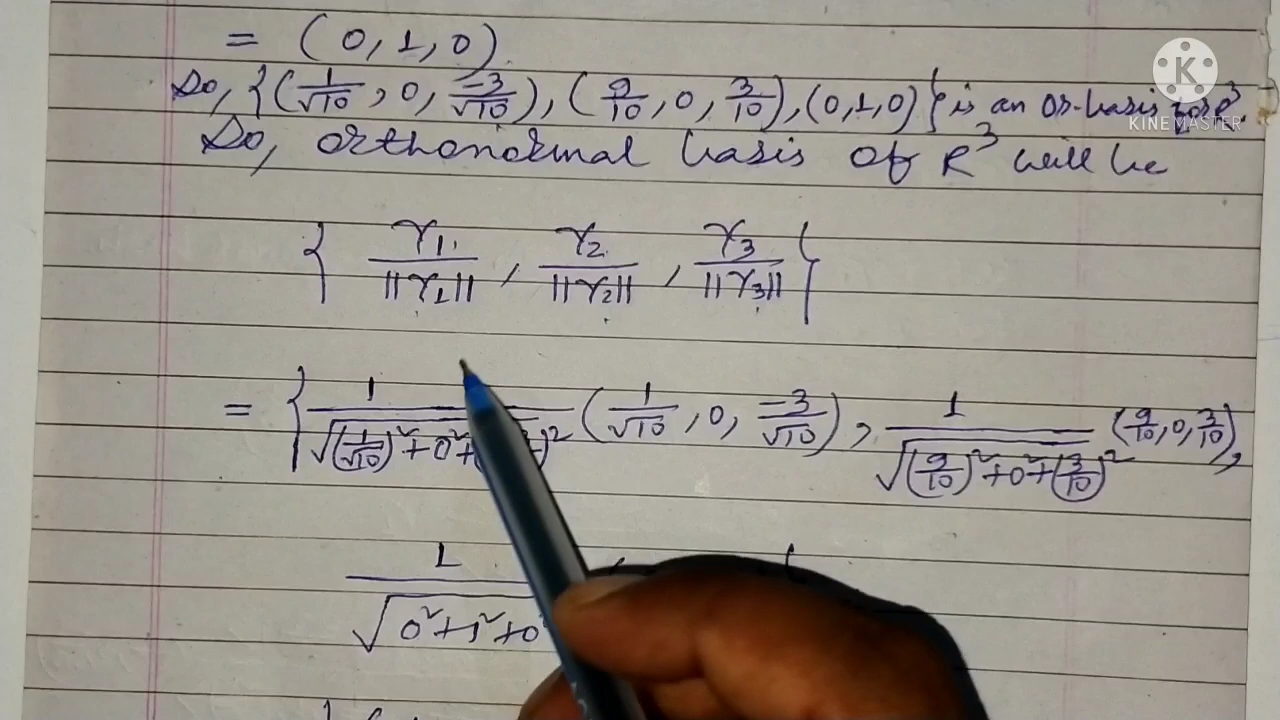 = (0, 1, 0)
So, {(1/√10, 0, -3/√10), (9/10, 0, 3/10), (0, 1, 0)} is an or. basis for R³.
KINEMASTER
So, orthonormal basis of R³ will be
{ γ1/||γ1||, γ2/||γ2||, γ3/||γ3|| }
= { 1/√((1/√10)² + 0² + ( )²) (1/√10, 0, -3/√10), 1/√((9/10)² + 0² + (3/10)²) (9/10, 0, 3/10),
1/√(0² + 1² + 0